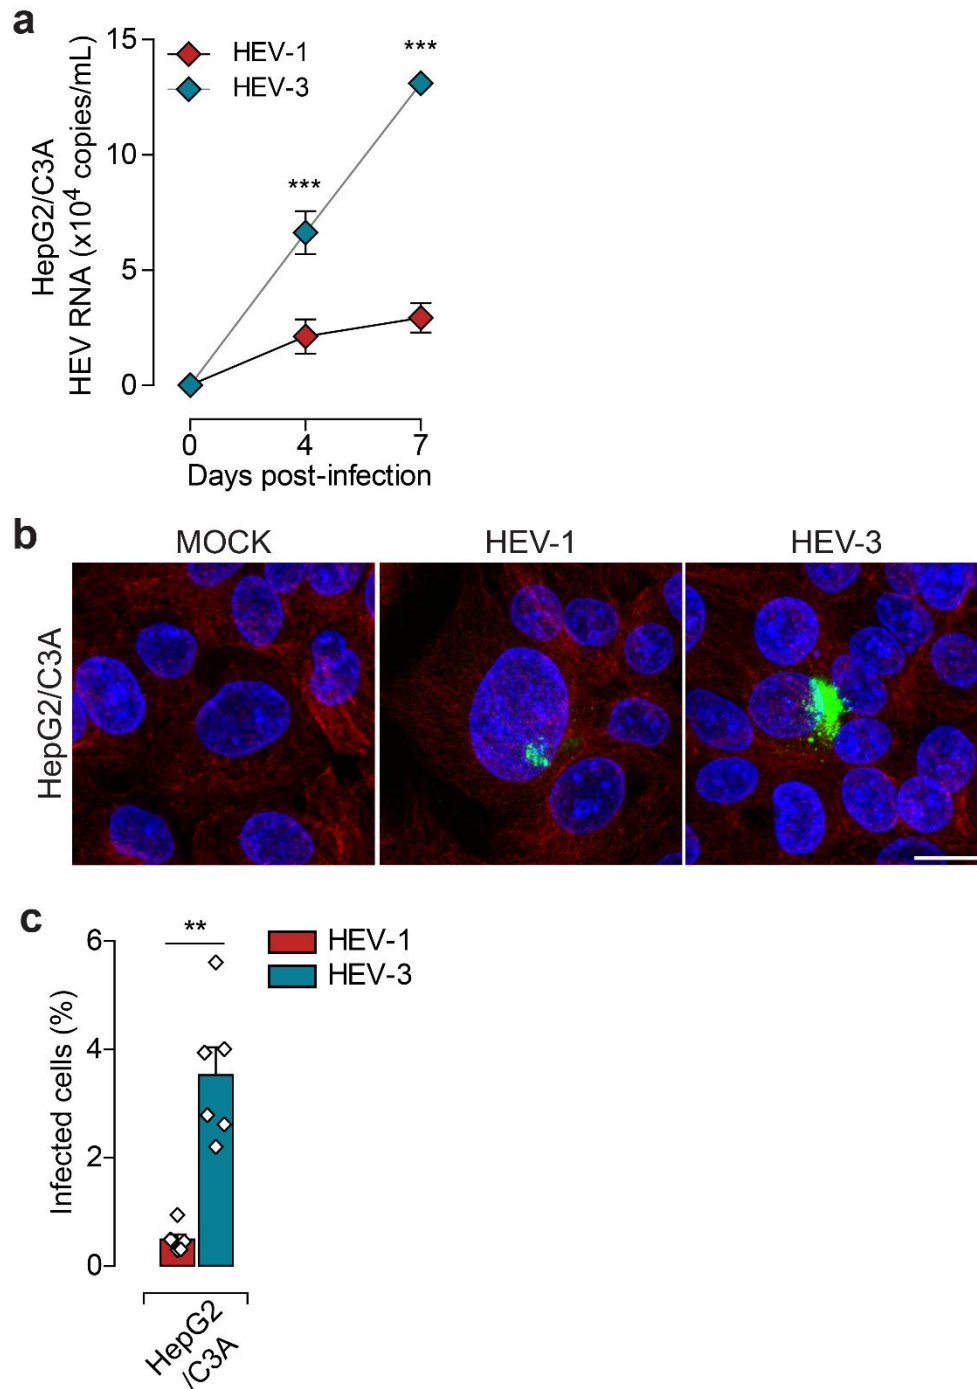 a
HepG2/C3A
HEV RNA (x10⁴ copies/mL)
15
10
5
0
HEV-1
HEV-3
***
***
0 4 7
Days post-infection
b
MOCK HEV-1 HEV-3
HepG2/C3A
c
Infected cells (%)
6
4
2
0
**
HEV-1
HEV-3
HepG2
/C3A